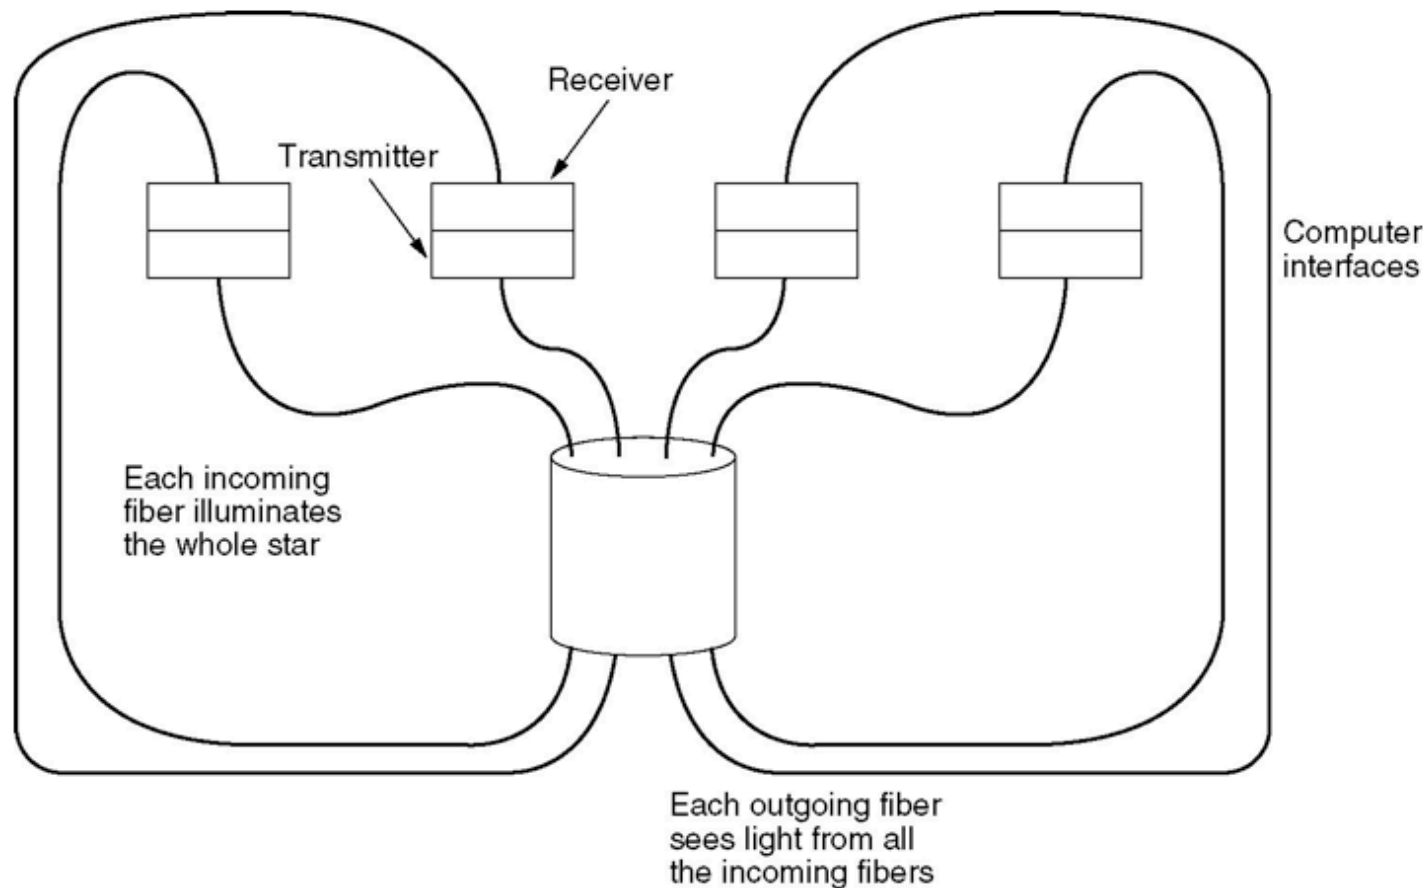 Receiver
Transmitter
Computer
interfaces
Each incoming
fiber illuminates
the whole star
Each outgoing fiber
sees light from all
the incoming fibers